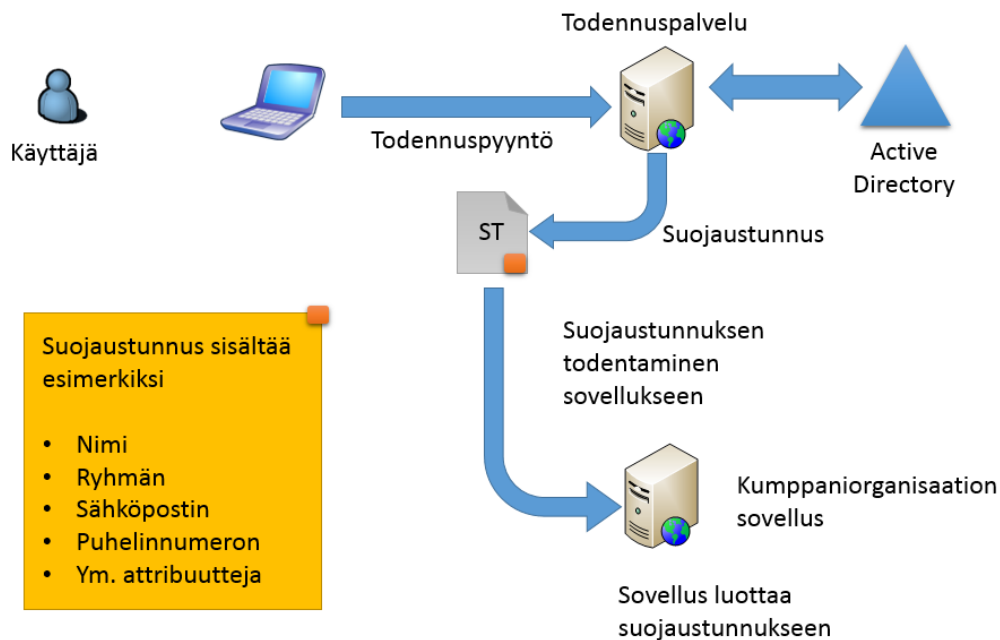 Todennuspalvelu
Käyttäjä
Todennuspyyntö
Active
Directory
ST
Suojaustunnus
Suojaustunnus sisältää
esimerkiksi
• Nimi
• Ryhmän
• Sähköpostin
• Puhelinnumeron
• Ym. attribuutteja
Suojaustunnuksen
todentaminen
sovellukseen
Kumppaniorganisaation
sovellus
Sovellus luottaa
suojaustunnukseen